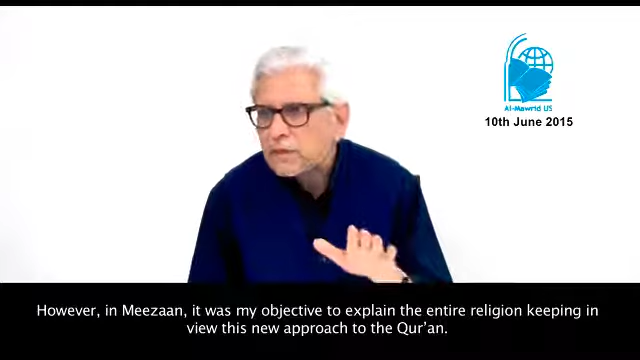 Al-Mawrid US
10th June 2015
However, in Meezaan, it was my objective to explain the entire religion keeping in
view this new approach to the Qur'an.